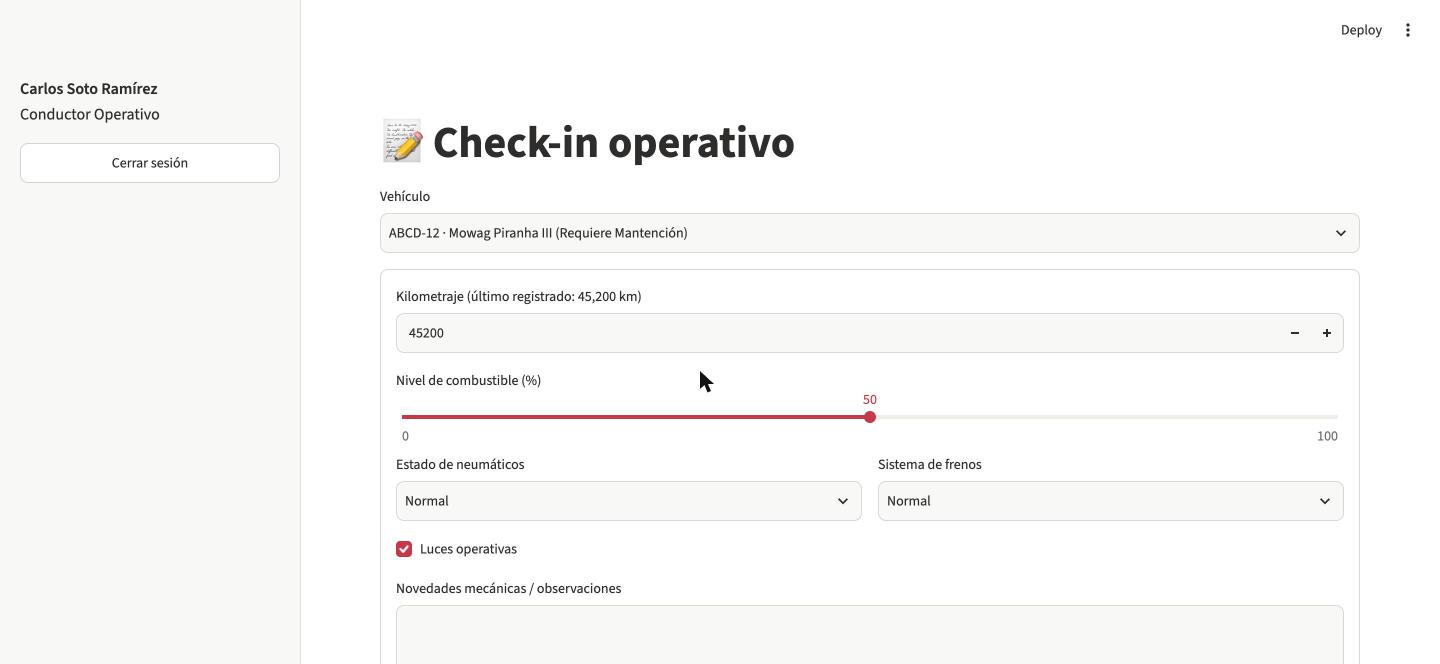 Deploy
Carlos Soto Ramírez
Conductor Operativo
Cerrar sesión
Check-in operativo
Vehículo
ABCD-12 · Mowag Piranha III (Requiere Mantención)
Kilometraje (último registrado: 45,200 km)
45200
Nivel de combustible (%)
50
0 100
Estado de neumáticos Sistema de frenos
Normal Normal
Luces operativas
Novedades mecánicas / observaciones